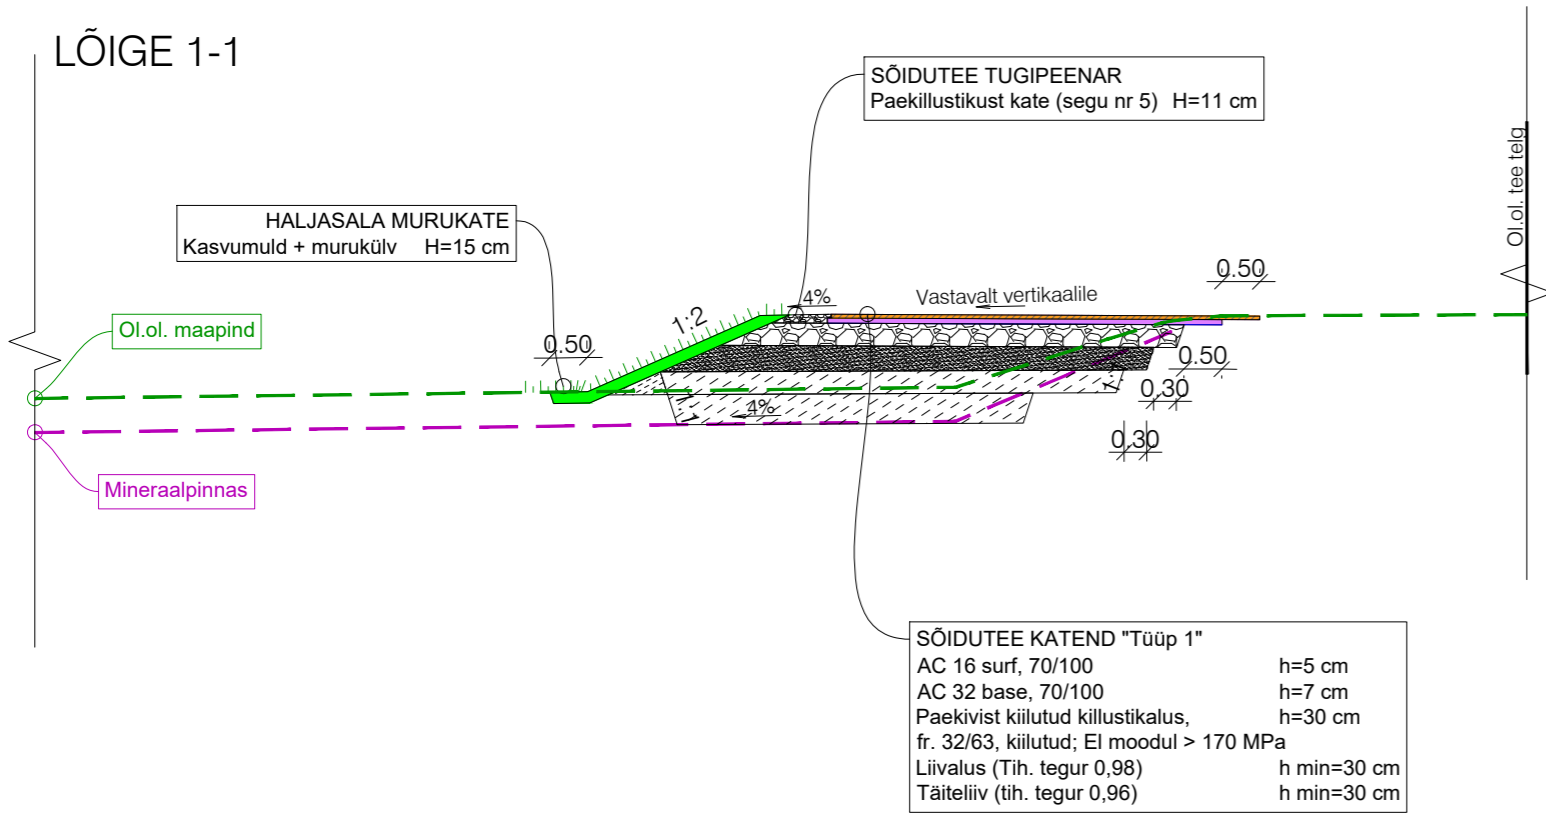 LÕIGE 1-1
SÕIDUTEE TUGIPEENAR
Paekillustikust kate (segu nr 5) H=11 cm
Ol.ol. tee telg
HALJASALA MURUKATE
Kasvumuld + murukülv H=15 cm
0.50
4%
Vastavalt vertikaalile
1:2
Ol.ol. maapind
0.50
0.50
0.30
4%
0.30
Mineraalpinnas
SÕIDUTEE KATEND "Tüüp 1"
AC 16 surf, 70/100 h=5 cm
AC 32 base, 70/100 h=7 cm
Paekivist kiilutud killustikalus, h=30 cm
fr. 32/63, kiilutud; El moodul > 170 MPa
Liivalus (Tih. tegur 0,98) h min=30 cm
Täiteliiv (tih. tegur 0,96) h min=30 cm